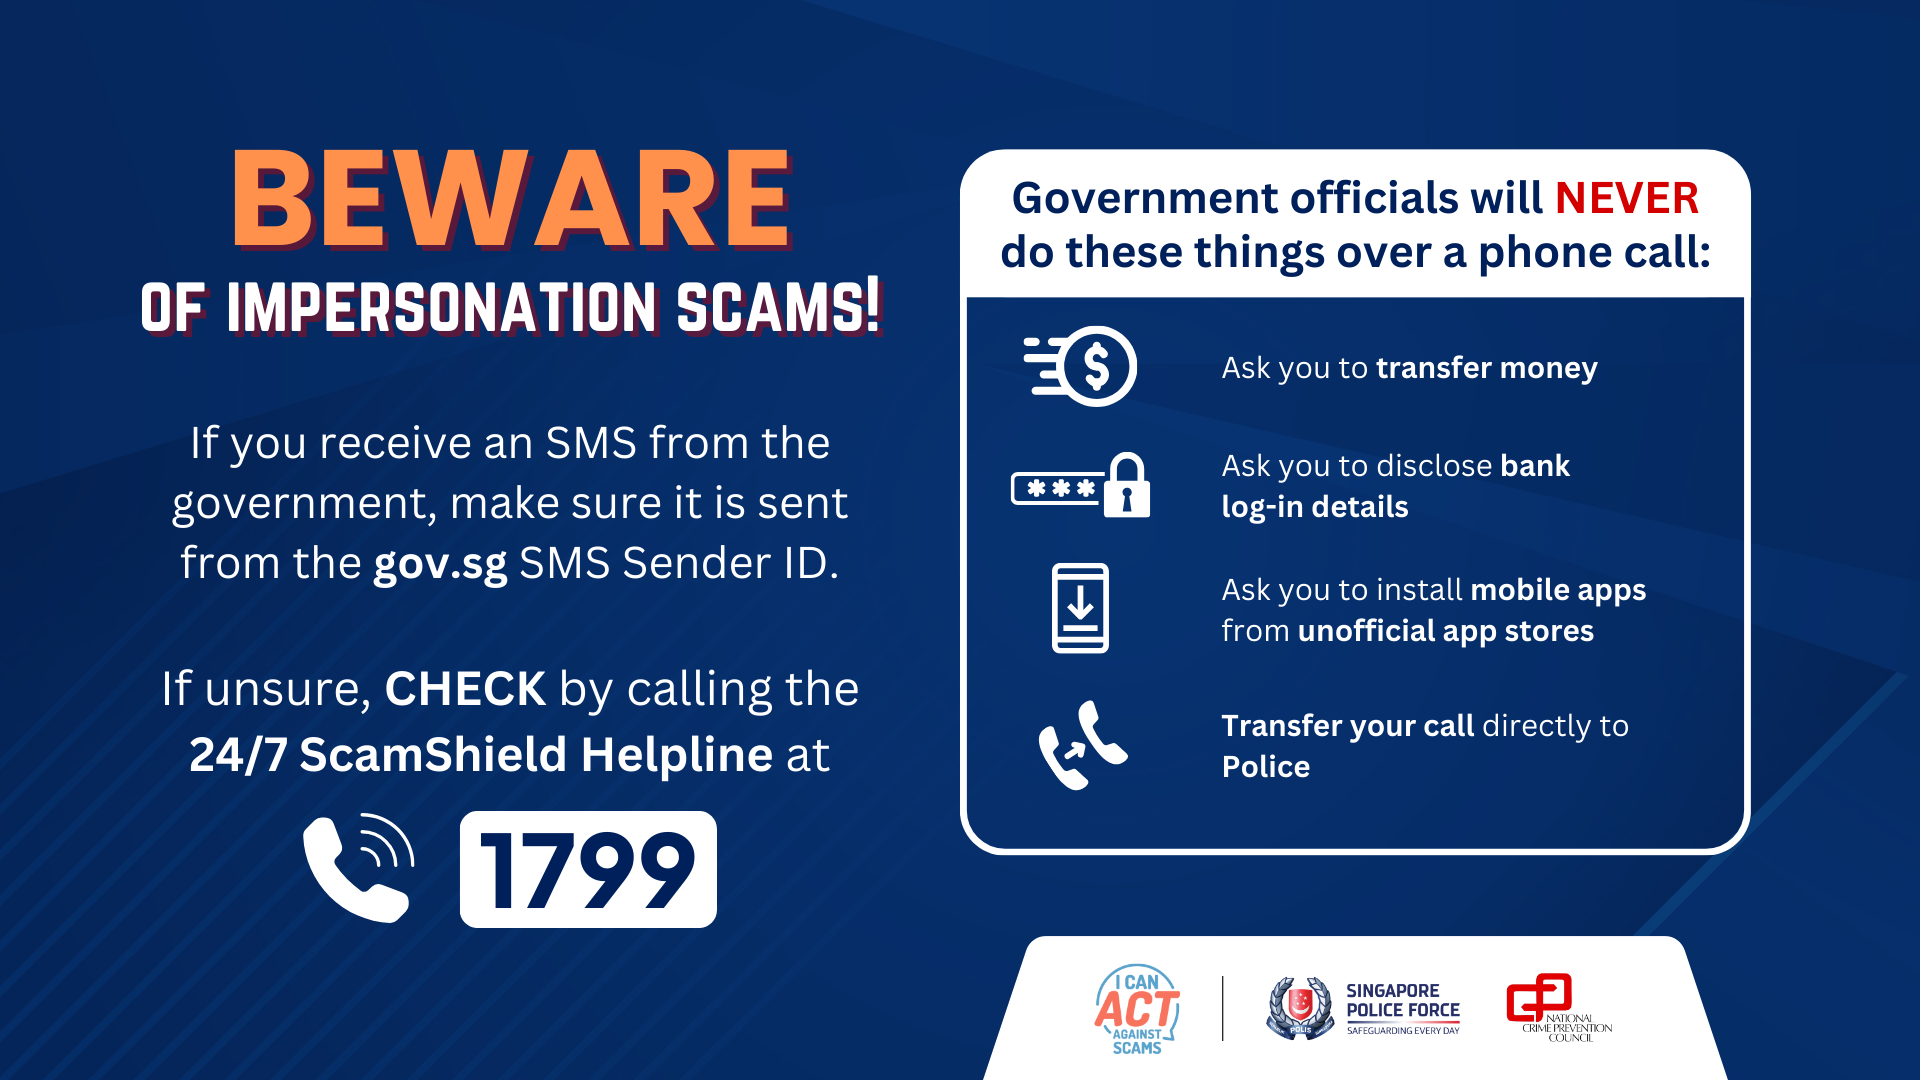 BEWARE
OF IMPERSONATION SCAMS!
If you receive an SMS from the
government, make sure it is sent
from the gov.sg SMS Sender ID.
If unsure, CHECK by calling the
24/7 ScamShield Helpline at
1799
Government officials will NEVER
do these things over a phone call:
Ask you to transfer money
***
Ask you to disclose bank
log-in details
Ask you to install mobile apps
from unofficial app stores
Transfer your call directly to
Police
I CAN
ACT
AGAINST
SCAMS
POLIS
SINGAPORE
POLICE FORCE
SAFEGUARDING EVERY DAY
NATIONAL
CRIME PREVENTION
COUNCIL